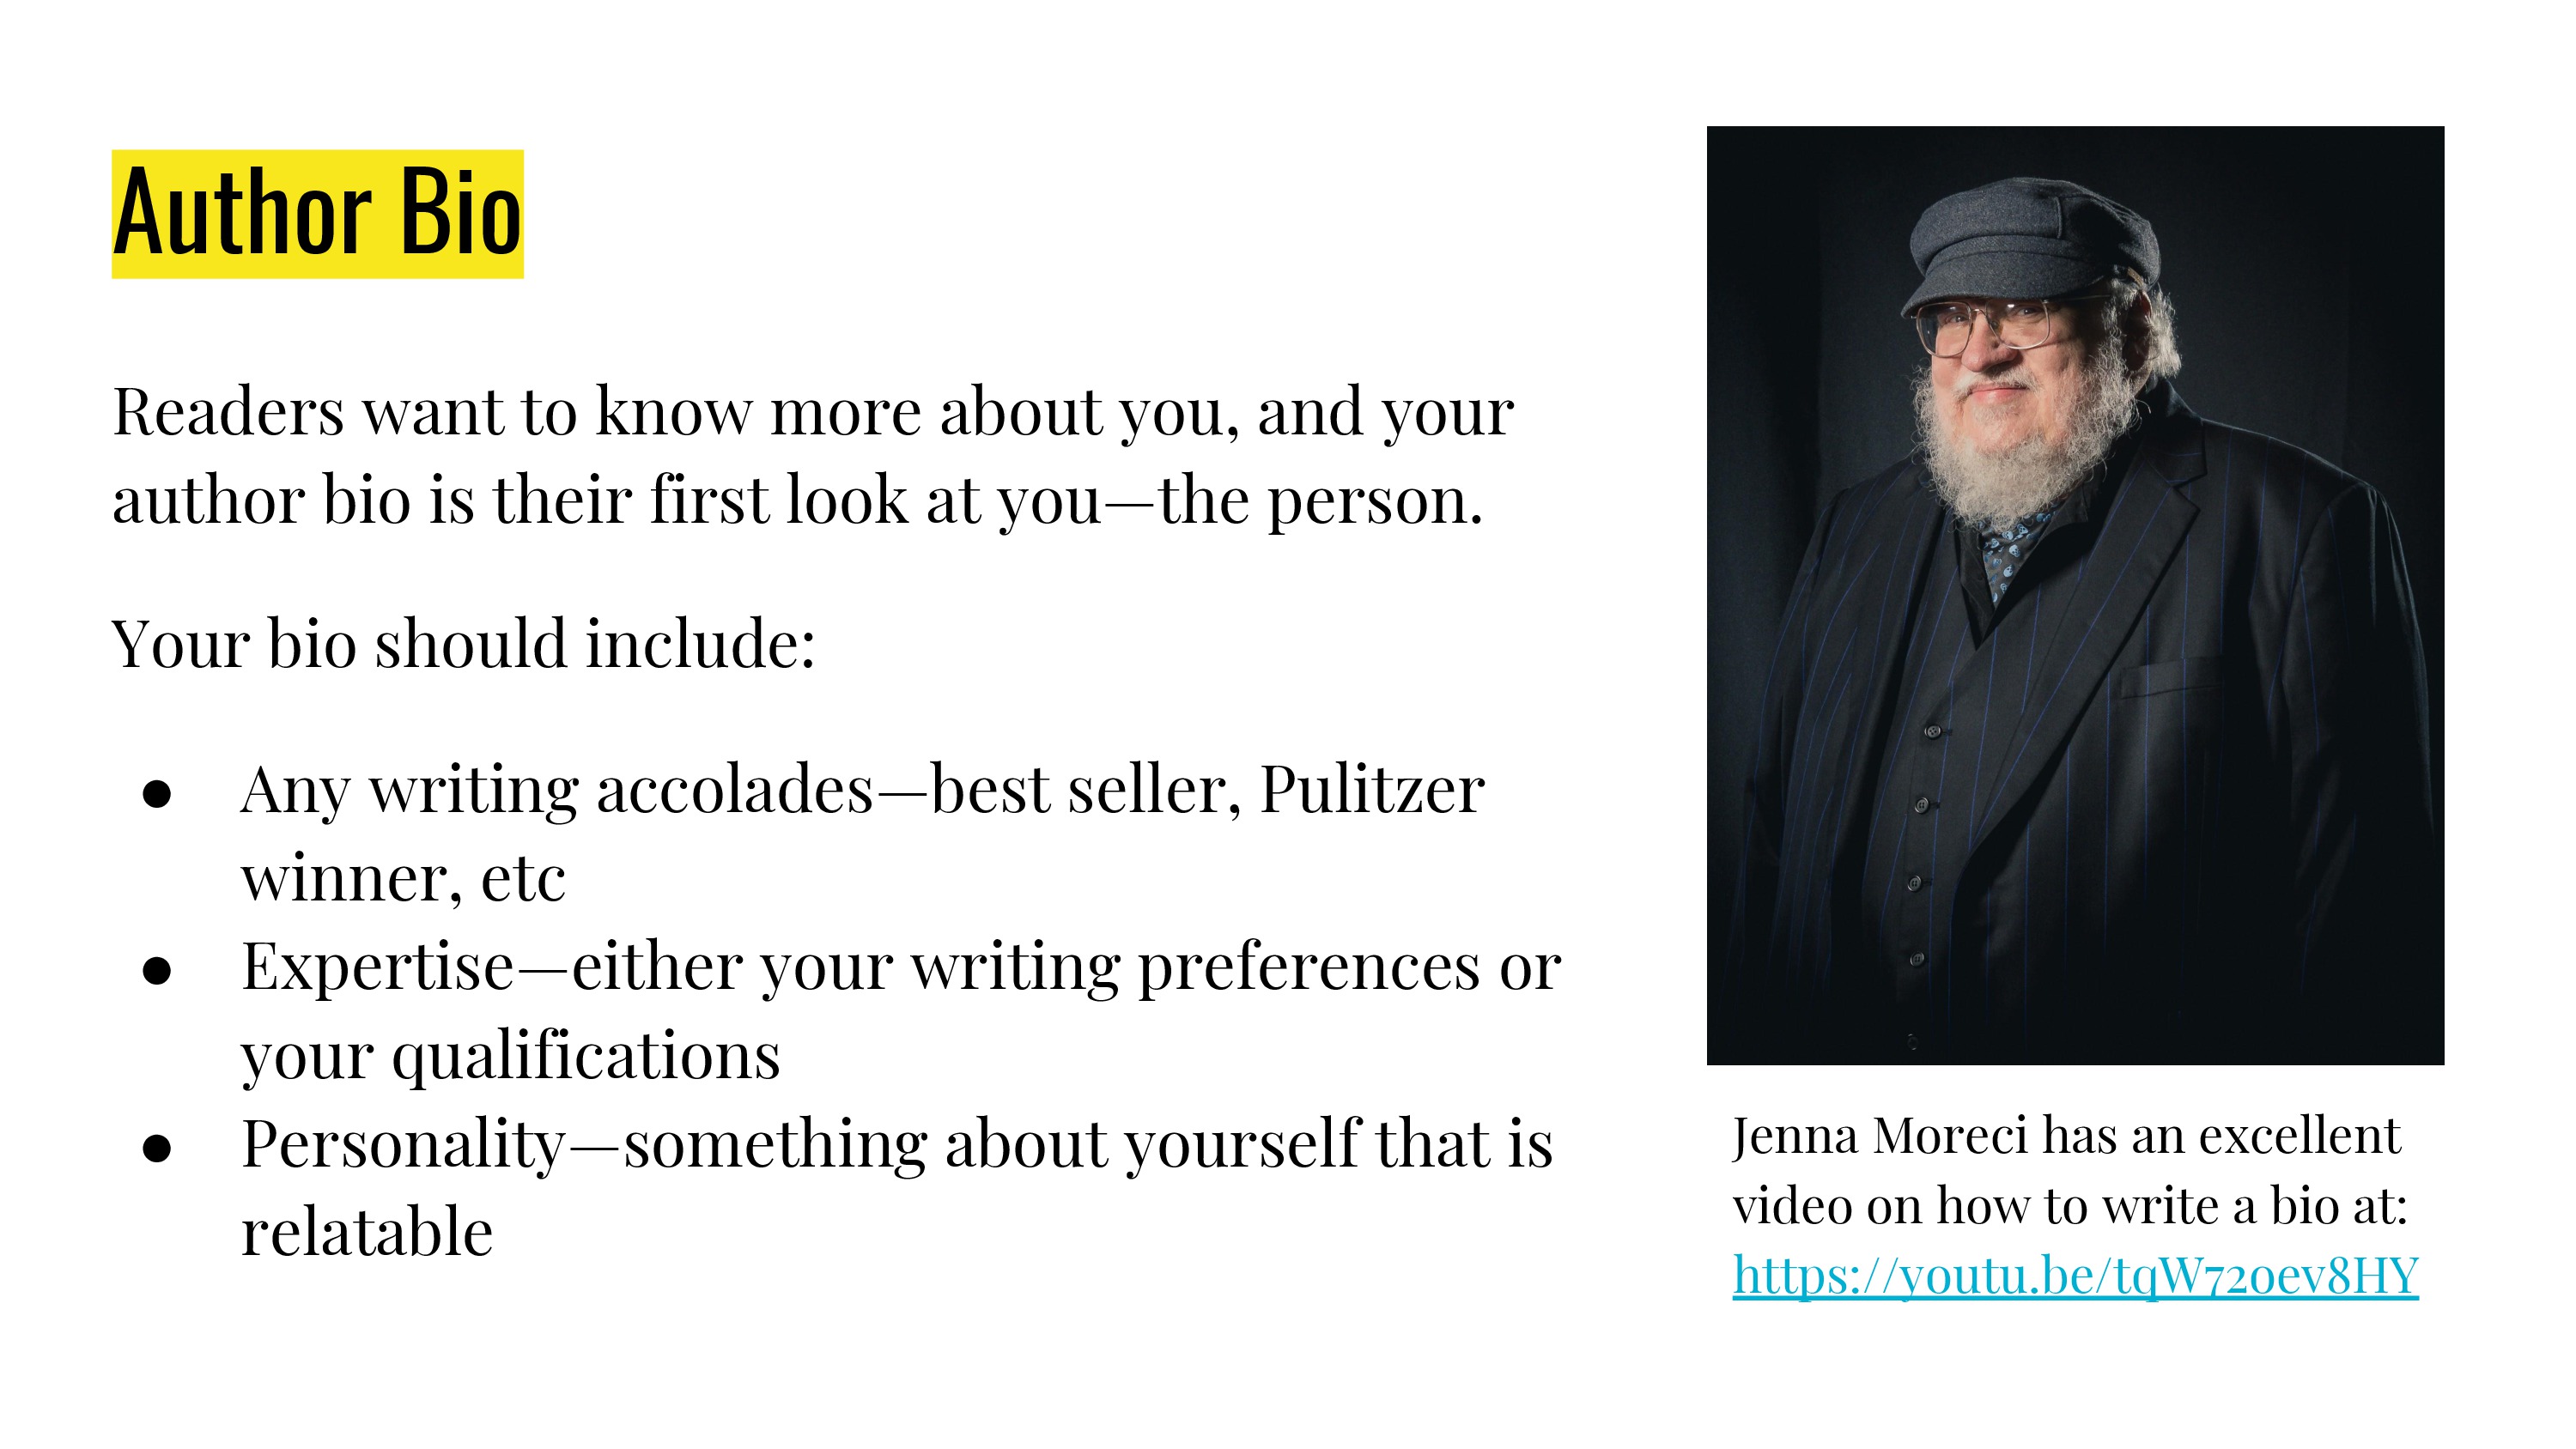 Author Bio
Readers want to know more about you, and your
author bio is their first look at you—the person.
Your bio should include:
● Any writing accolades—best seller, Pulitzer
winner, etc
● Expertise—either your writing preferences or
your qualifications
● Personality—something about yourself that is
relatable
Jenna Moreci has an excellent
video on how to write a bio at:
https://youtu.be/tqW72oev8HY